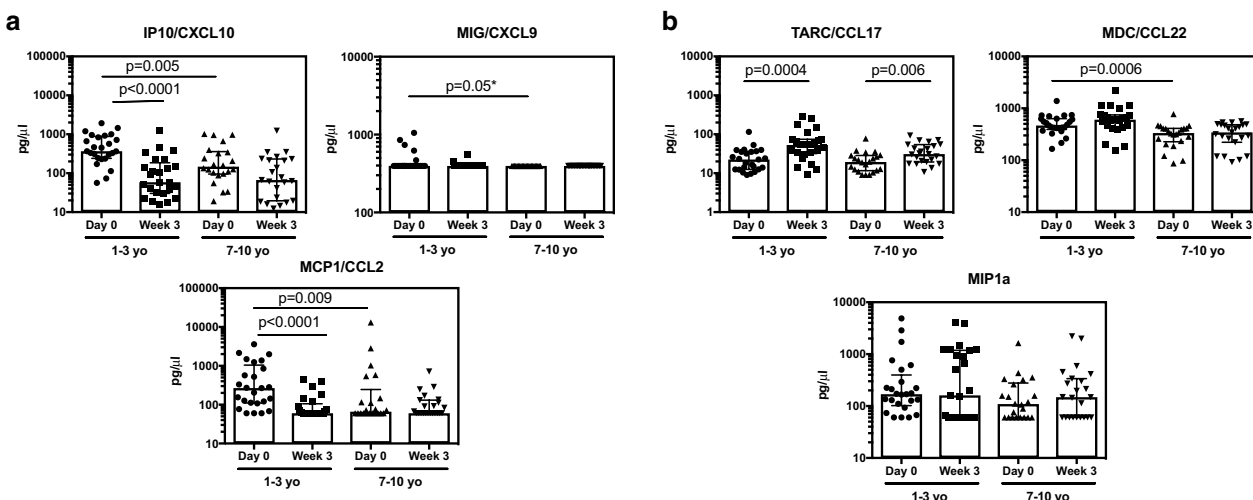 a
IP10/CXCL10
pg/µl
100000
10000
1000
100
10
p=0.005
p<0.0001
Day 0 Week 3 Day 0 Week 3
1-3 yo 7-10 yo
MIG/CXCL9
pg/µl
1000
100
p=0.05*
Day 0 Week 3 Day 0 Week 3
1-3 yo 7-10 yo
MCP1/CCL2
pg/µl
100000
10000
1000
100
10
p=0.009
p<0.0001
Day 0 Week 3 Day 0 Week 3
1-3 yo 7-10 yo
b
TARC/CCL17
pg/µl
10000
1000
100
10
1
p=0.0004 p=0.006
Day 0 Week 3 Day 0 Week 3
1-3 yo 7-10 yo
MDC/CCL22
pg/µl
10000
1000
100
10
p=0.0006
Day 0 Week 3 Day 0 Week 3
1-3 yo 7-10 yo
MIP1a
pg/µl
10000
1000
100
10
Day 0 Week 3 Day 0 Week 3
1-3 yo 7-10 yo